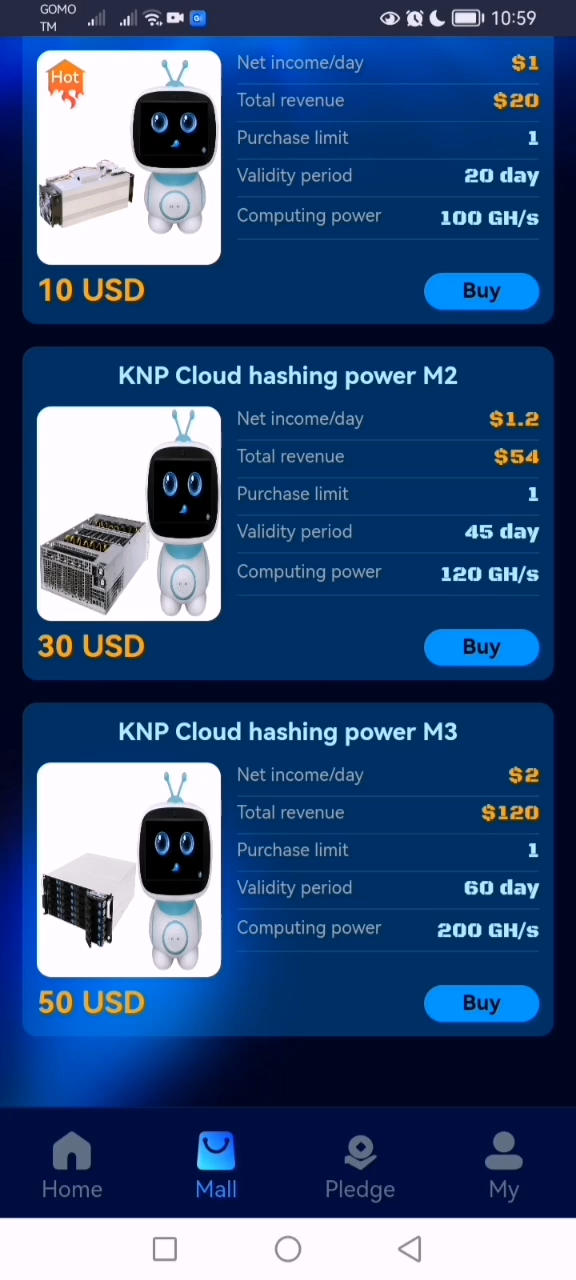 GOMO
TM
10:59
Hot
Net income/day $1
Total revenue $20
Purchase limit 1
Validity period 20 day
Computing power 100 GH/s
10 USD
Buy
KNP Cloud hashing power M2
Net income/day $1.2
Total revenue $54
Purchase limit 1
Validity period 45 day
Computing power 120 GH/s
30 USD
Buy
KNP Cloud hashing power M3
Net income/day $2
Total revenue $120
Purchase limit 1
Validity period 60 day
Computing power 200 GH/s
50 USD
Buy
Home Mall Pledge My